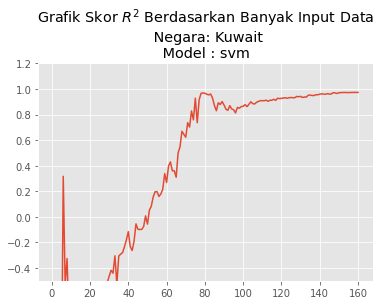 Grafik Skor R² Berdasarkan Banyak Input Data
Negara: Kuwait
Model : svm
1.2
1.0
0.8
0.6
0.4
0.2
0.0
−0.2
−0.4
0 20 40 60 80 100 120 140 160